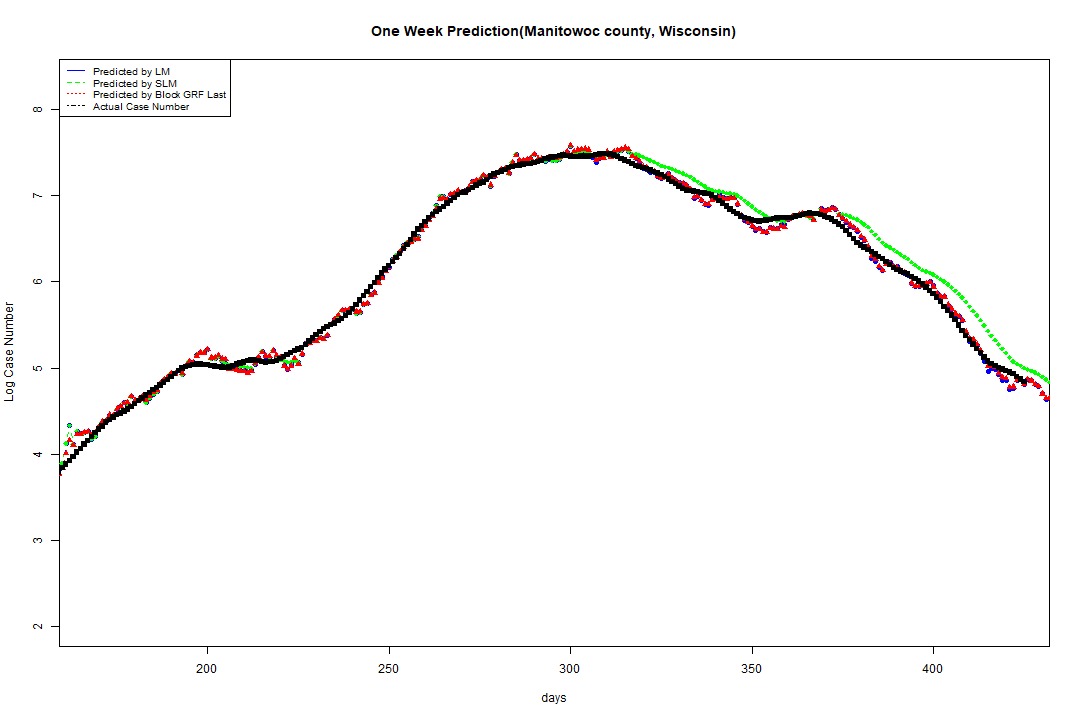 One Week Prediction(Manitowoc county, Wisconsin)
Predicted by LM
Predicted by SLM
Predicted by Block GRF Last
Actual Case Number
8
7
6
5
4
3
2
Log Case Number
200 250 300 350 400
days